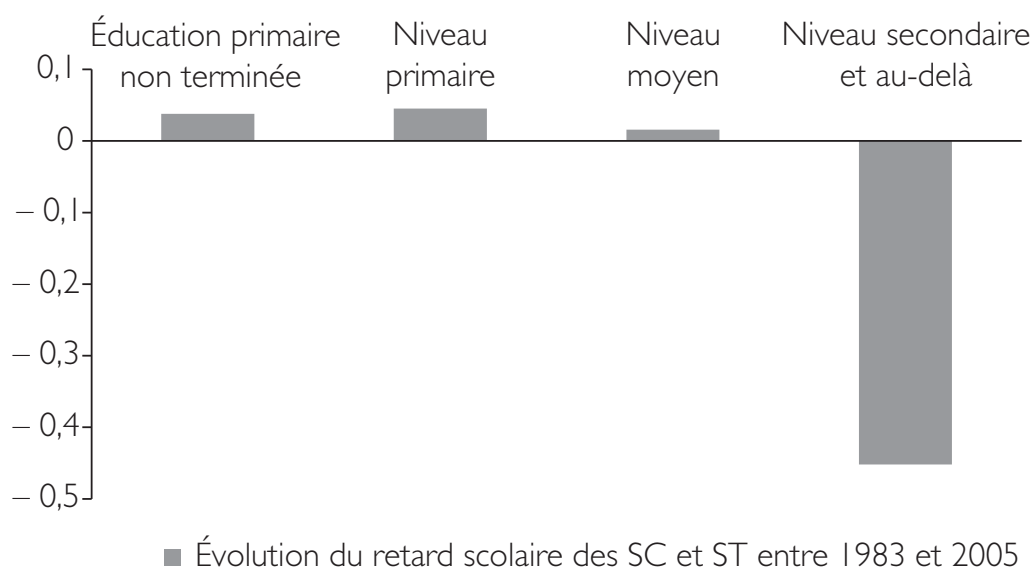 Éducation primaire
non terminée
Niveau
primaire
Niveau
moyen
Niveau secondaire
et au-delà
0,1
0
– 0,1
– 0,2
– 0,3
– 0,4
– 0,5
Évolution du retard scolaire des SC et ST entre 1983 et 2005